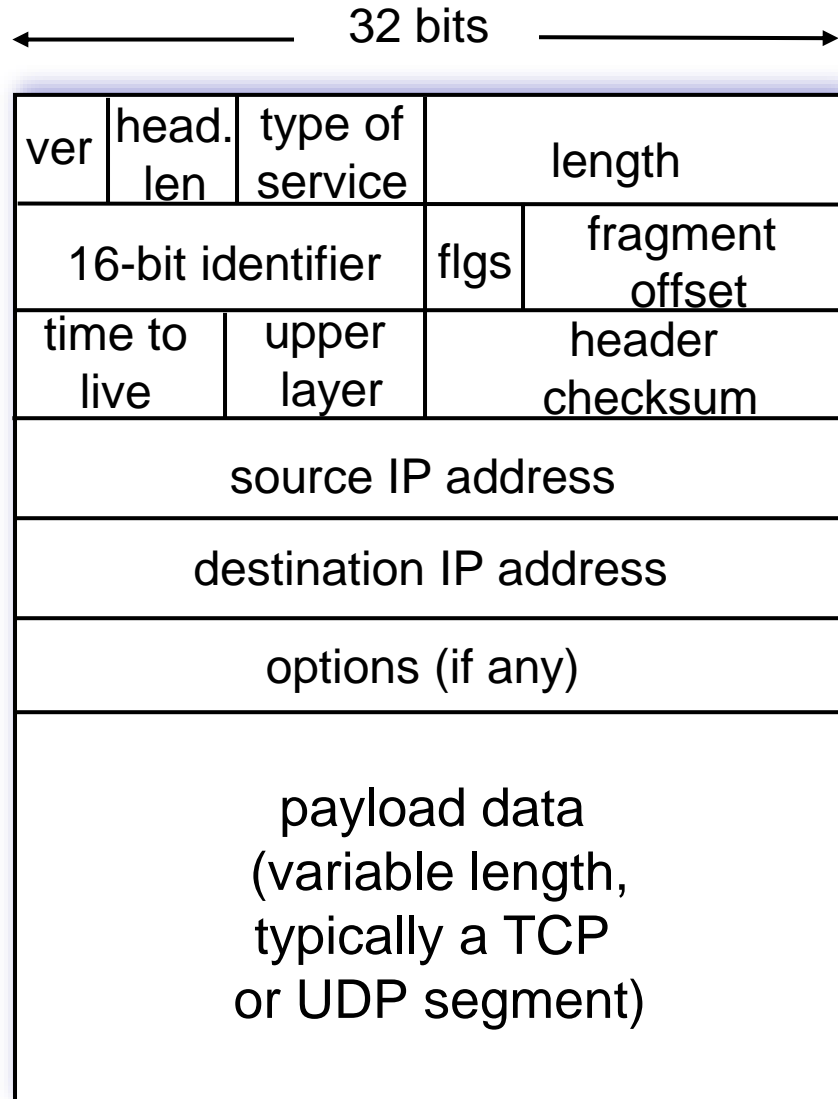 32 bits
ver
head.
len
type of
service
length
16-bit identifier
flgs
fragment
offset
time to
live
upper
layer
header
checksum
source IP address
destination IP address
options (if any)
payload data
(variable length,
typically a TCP
or UDP segment)